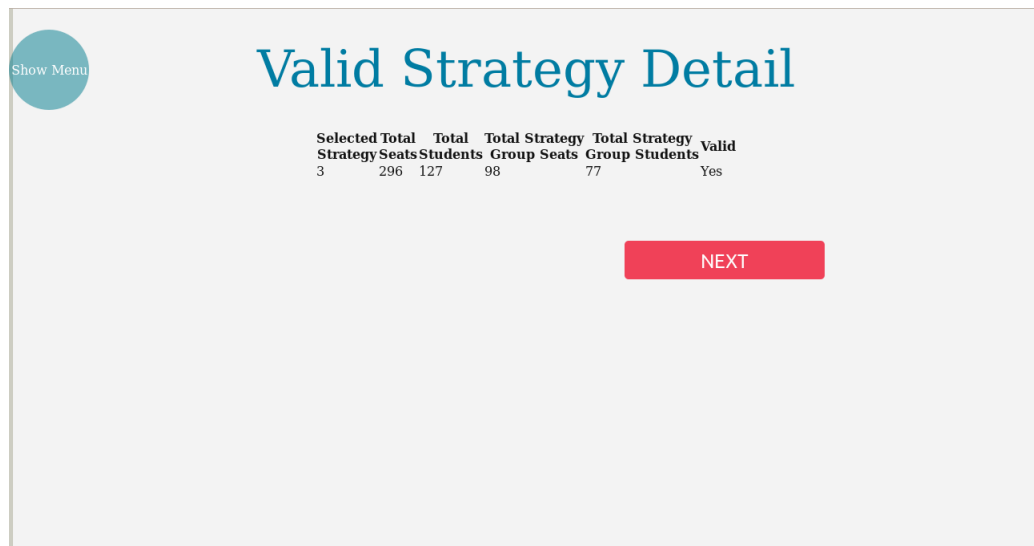 Show Menu
Valid Strategy Detail
Selected Total Total Total Strategy Total Strategy Valid
Strategy Seats Students Group Seats Group Students
3 296 127 98 77 Yes
NEXT